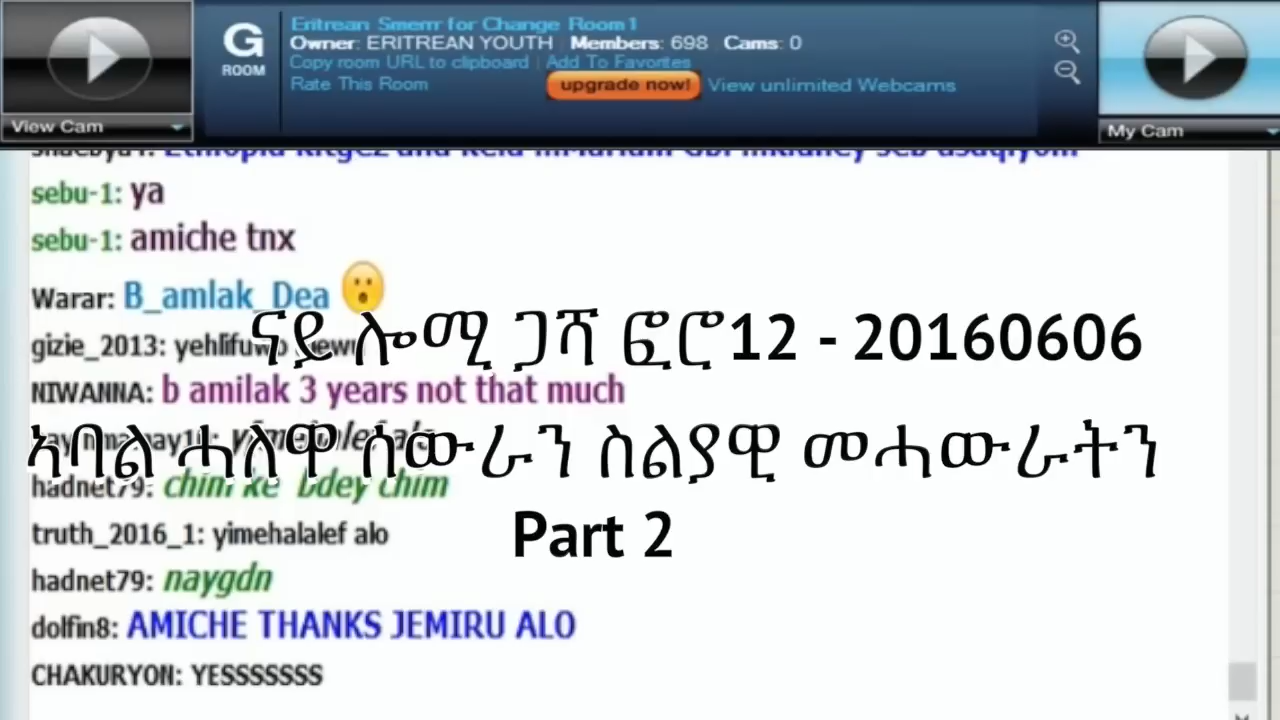 Eritrean Smerrr for Change Room1
G
ROOM
Owner: ERITREAN YOUTH Members: 698 Cams: 0
Copy room URL to clipboard | Add To Favorites
Rate This Room
upgrade now! View unlimited Webcams
View Cam
My Cam
sebu-1: ya
sebu-1: amiche tnx
Warar: B_amlak_Dea
ናይ ሎሚ ጋሻ ፎሮ12 - 20160606
gizie_2013:
NIWANNA: b amilak 3 years not that much
ኣባል ሓለዋ ሰውራን ስልያዊ መሓውራትን
hadnet79: chim ke bdey chim
Part 2
truth_2016_1: yimehalalef alo
hadnet79: naygdn
dolfin8: AMICHE THANKS JEMIRU ALO
CHAKURYON: YESSSSSSS